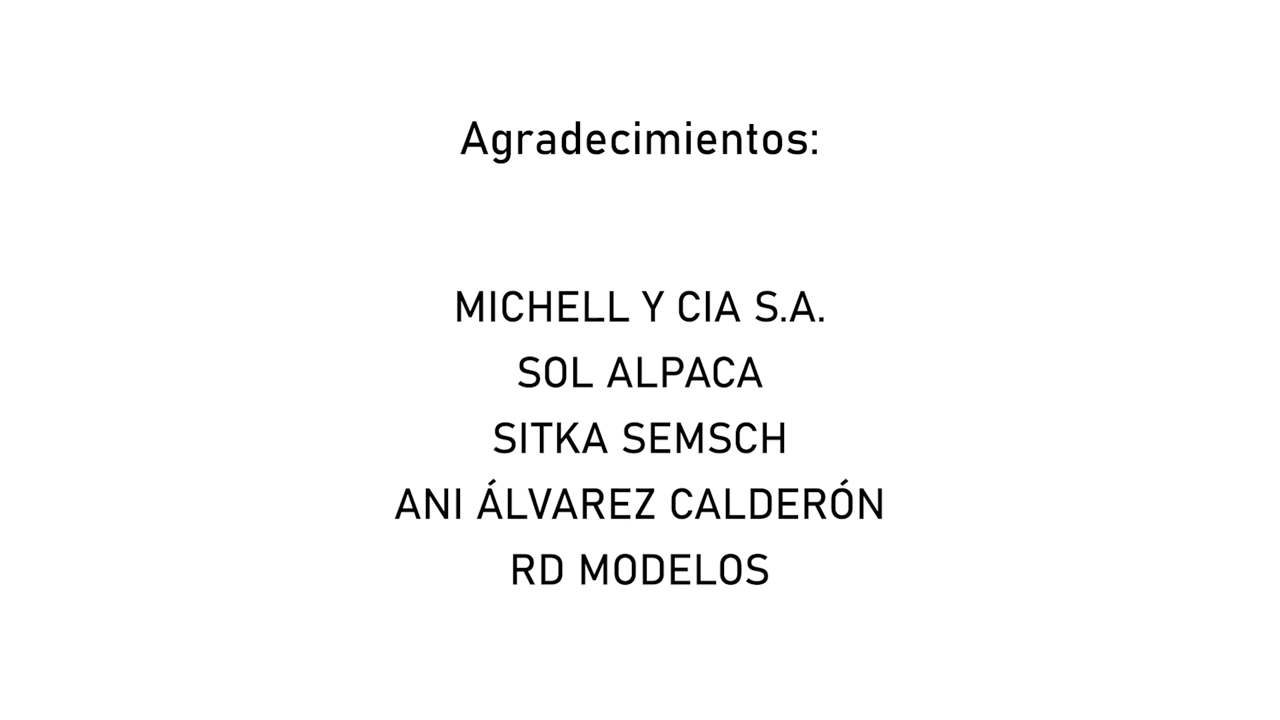 Agradecimientos:
MICHELL Y CIA S.A.
SOL ALPACA
SITKA SEMSCH
ANI ÁLVAREZ CALDERÓN
RD MODELOS